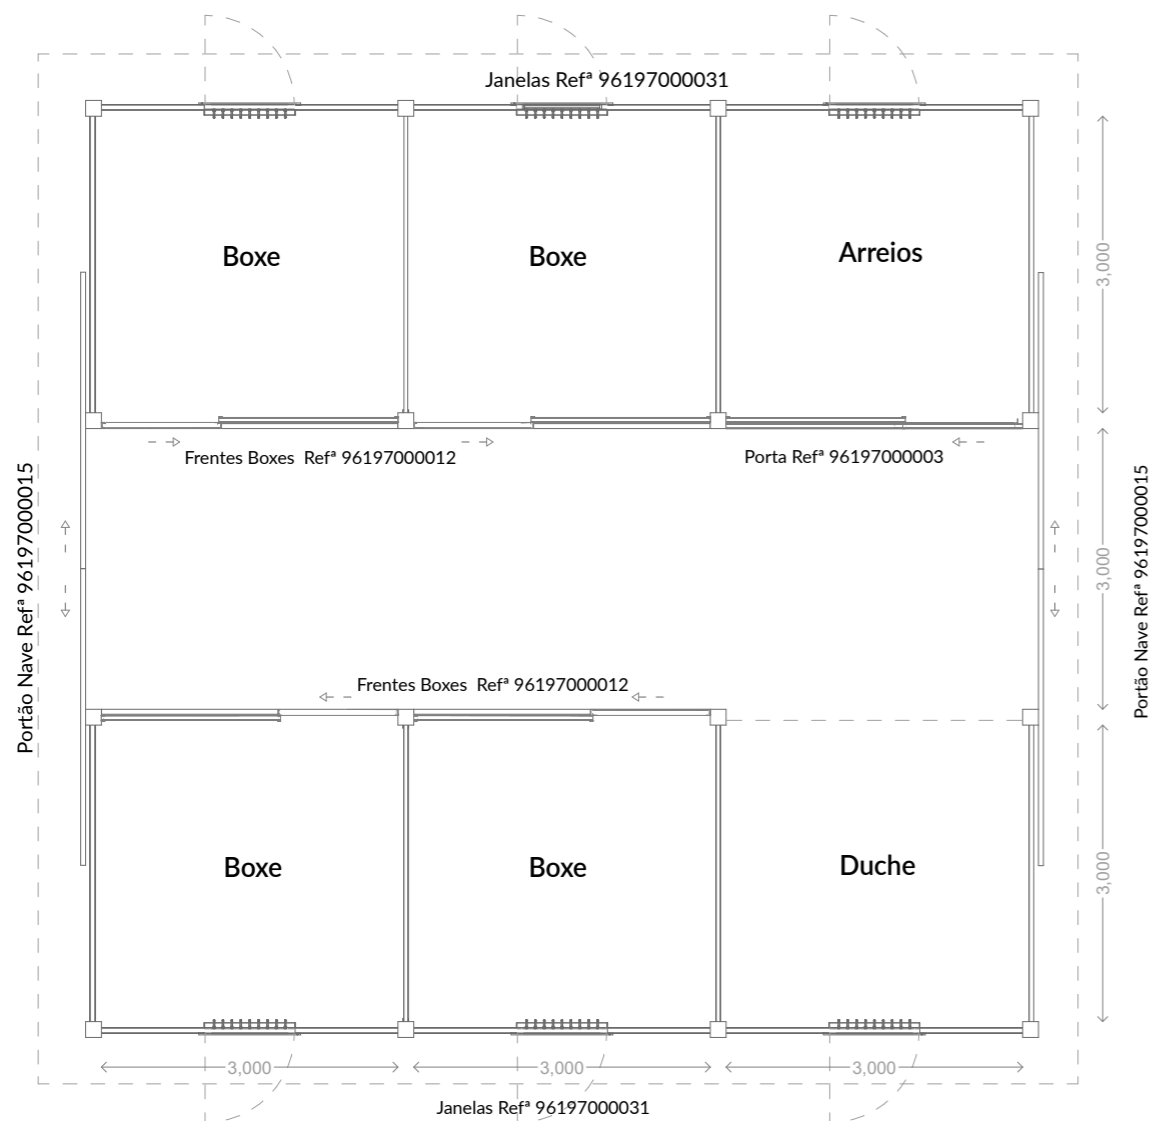 Janelas Refª 96197000031
Boxe
Boxe
Arreios
3,000
Frentes Boxes Refª 96197000012
Porta Refª 96197000003
Portão Nave Refª 96197000015
3,000
Portão Nave Refª 96197000015
Frentes Boxes Refª 96197000012
Boxe
Boxe
Duche
3,000
3,000
3,000
3,000
Janelas Refª 96197000031